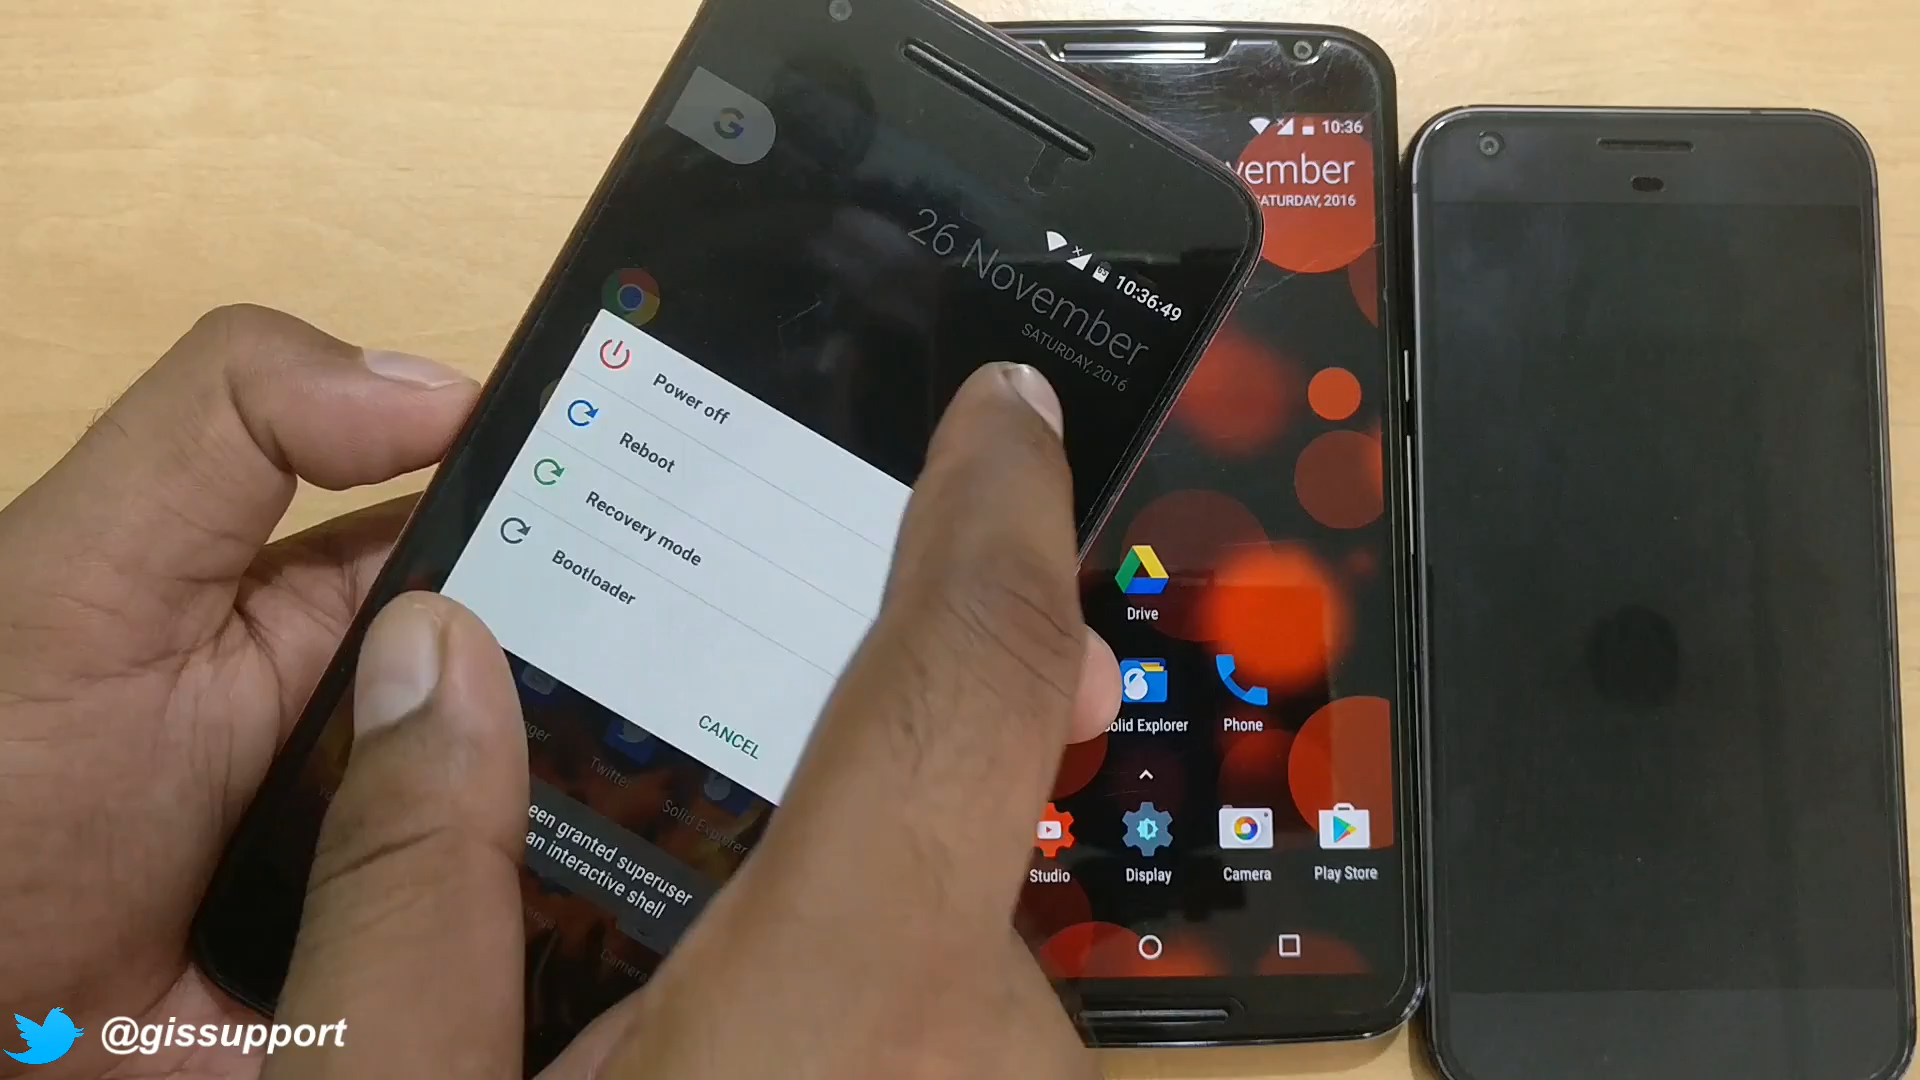 26 November
SATURDAY, 2016
10:36:49
Power off
Reboot
Recovery mode
Bootloader
CANCEL
Twitter
Solid Explorer
een granted superuser
an interactive shell
Camera
10:36
vember
ATURDAY, 2016
Drive
olid Explorer
Phone
Studio
Display
Camera
Play Store
@gissupport